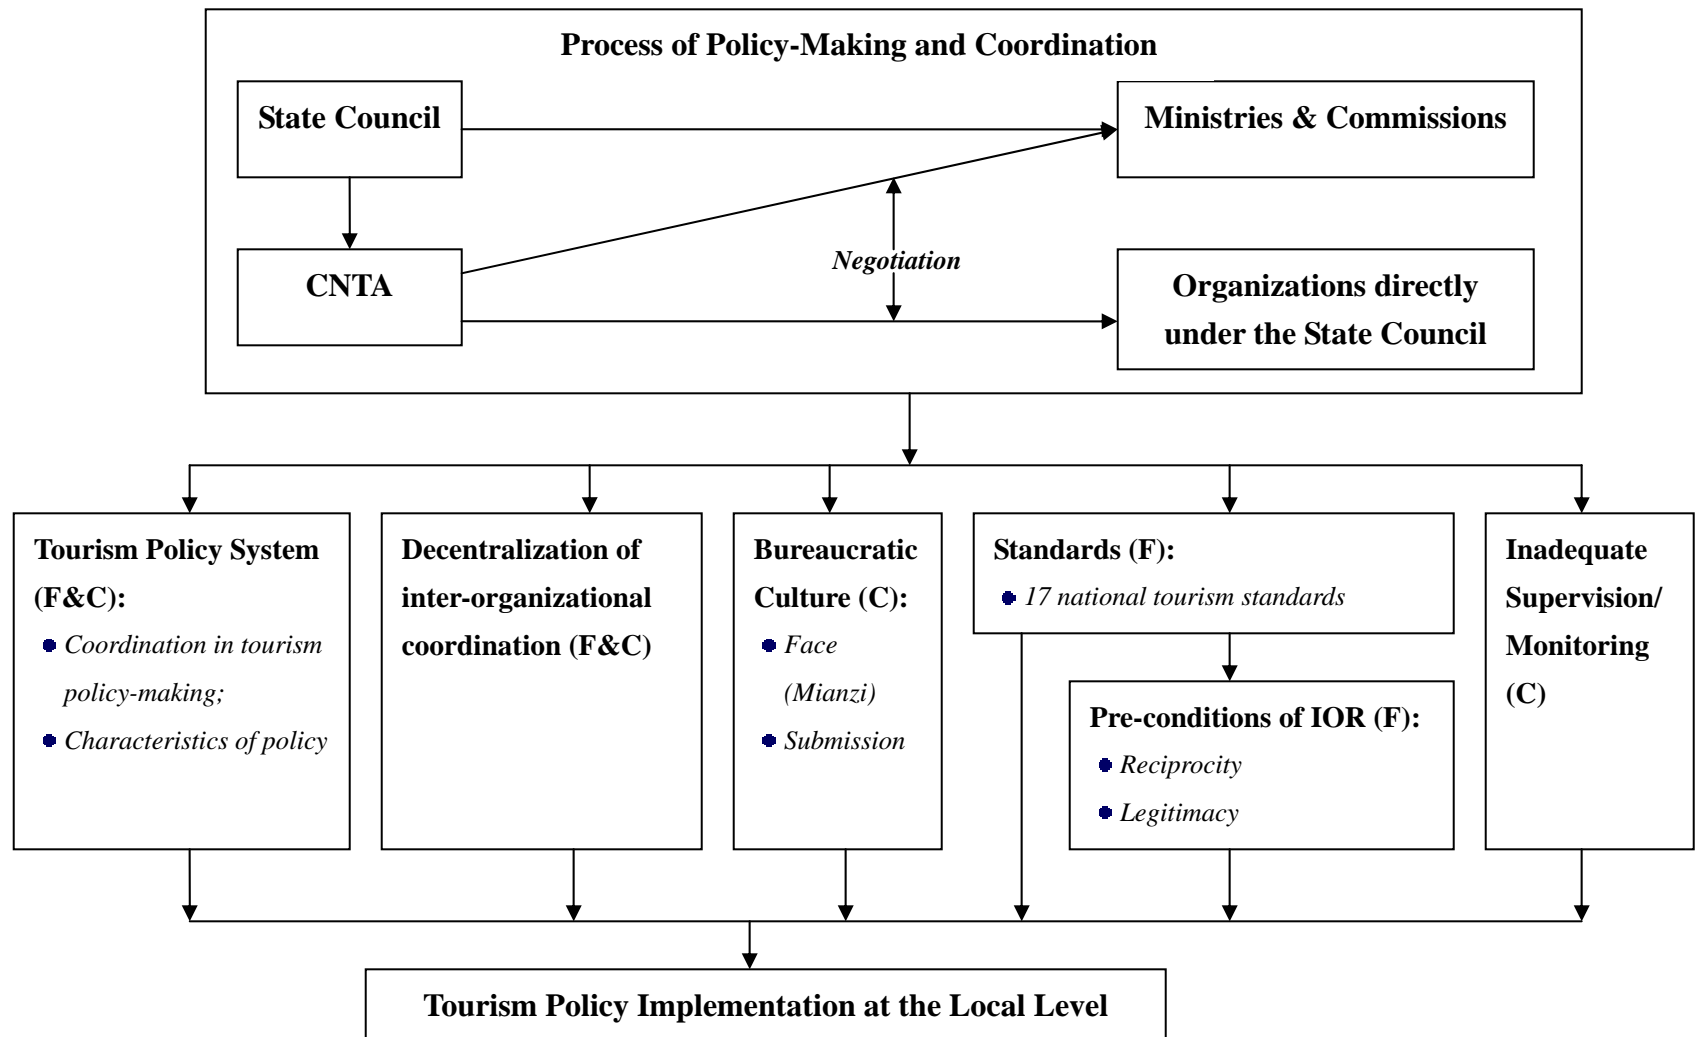 Process of Policy-Making and Coordination
State Council
Ministries & Commissions
CNTA
Negotiation
Organizations directly
under the State Council
Tourism Policy System
(F&C):
Coordination in tourism
policy-making;
Characteristics of policy
Decentralization of
inter-organizational
coordination (F&C)
Bureaucratic
Culture (C):
Face
(Mianzi)
Submission
Standards (F):
17 national tourism standards
Pre-conditions of IOR (F):
Reciprocity
Legitimacy
Inadequate
Supervision/
Monitoring
(C)
Tourism Policy Implementation at the Local Level